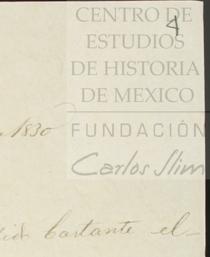 CENTRO DE
4
ESTUDIOS
DE HISTORIA
DE MEXICO
1830
FUNDACIÓN
Carlos Slim
bastante el